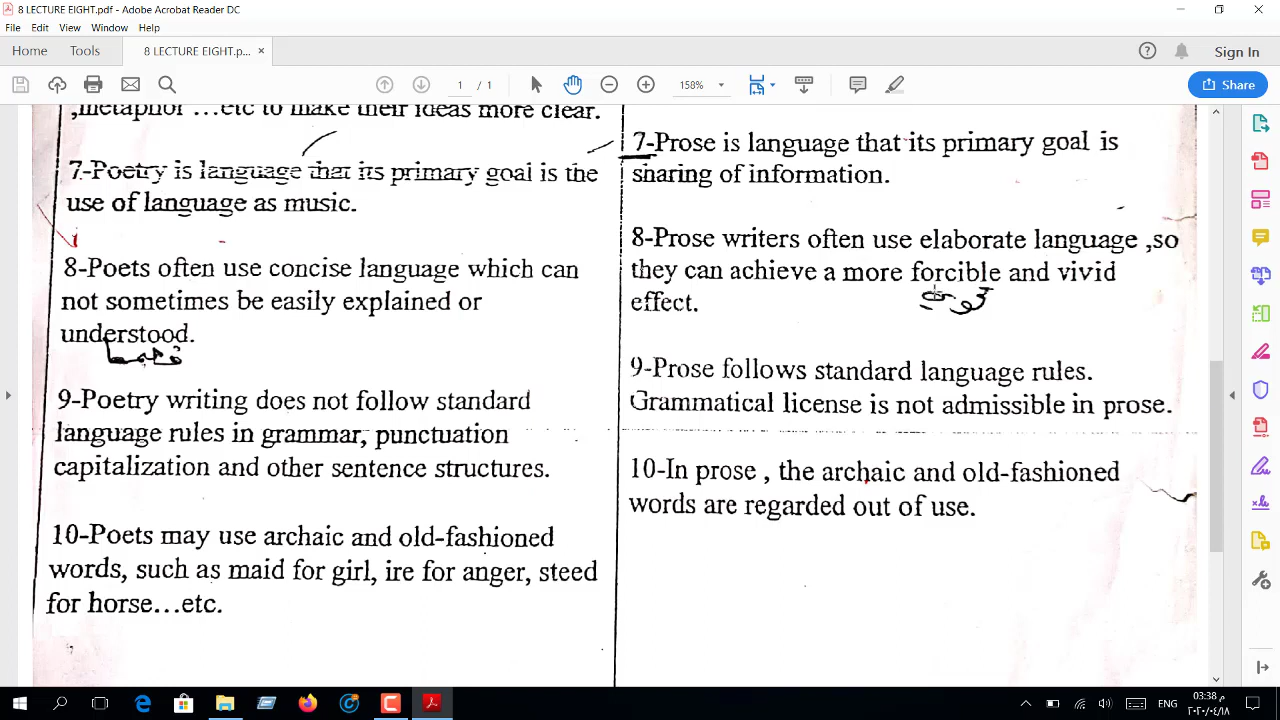 8 LECTURE EIGHT.pdf - Adobe Acrobat Reader DC
File Edit View Window Help
Home Tools 8 LECTURE EIGHT.p... × Sign In
1 / 1 158% Share
,metaphor …etc to make their ideas more clear.
7-Poetry is language that its primary goal is the
use of language as music.
8-Poets often use concise language which can
not sometimes be easily explained or
understood.
9-Poetry writing does not follow standard
language rules in grammar, punctuation
capitalization and other sentence structures.
10-Poets may use archaic and old-fashioned
words, such as maid for girl, ire for anger, steed
for horse…etc.
7-Prose is language that its primary goal is
sharing of information.
8-Prose writers often use elaborate language ,so
they can achieve a more forcible and vivid
effect.
9-Prose follows standard language rules.
Grammatical license is not admissible in prose.
10-In prose , the archaic and old-fashioned
words are regarded out of use.
ENG
03:38 م
٢٠٢٠/٠٤/١٨